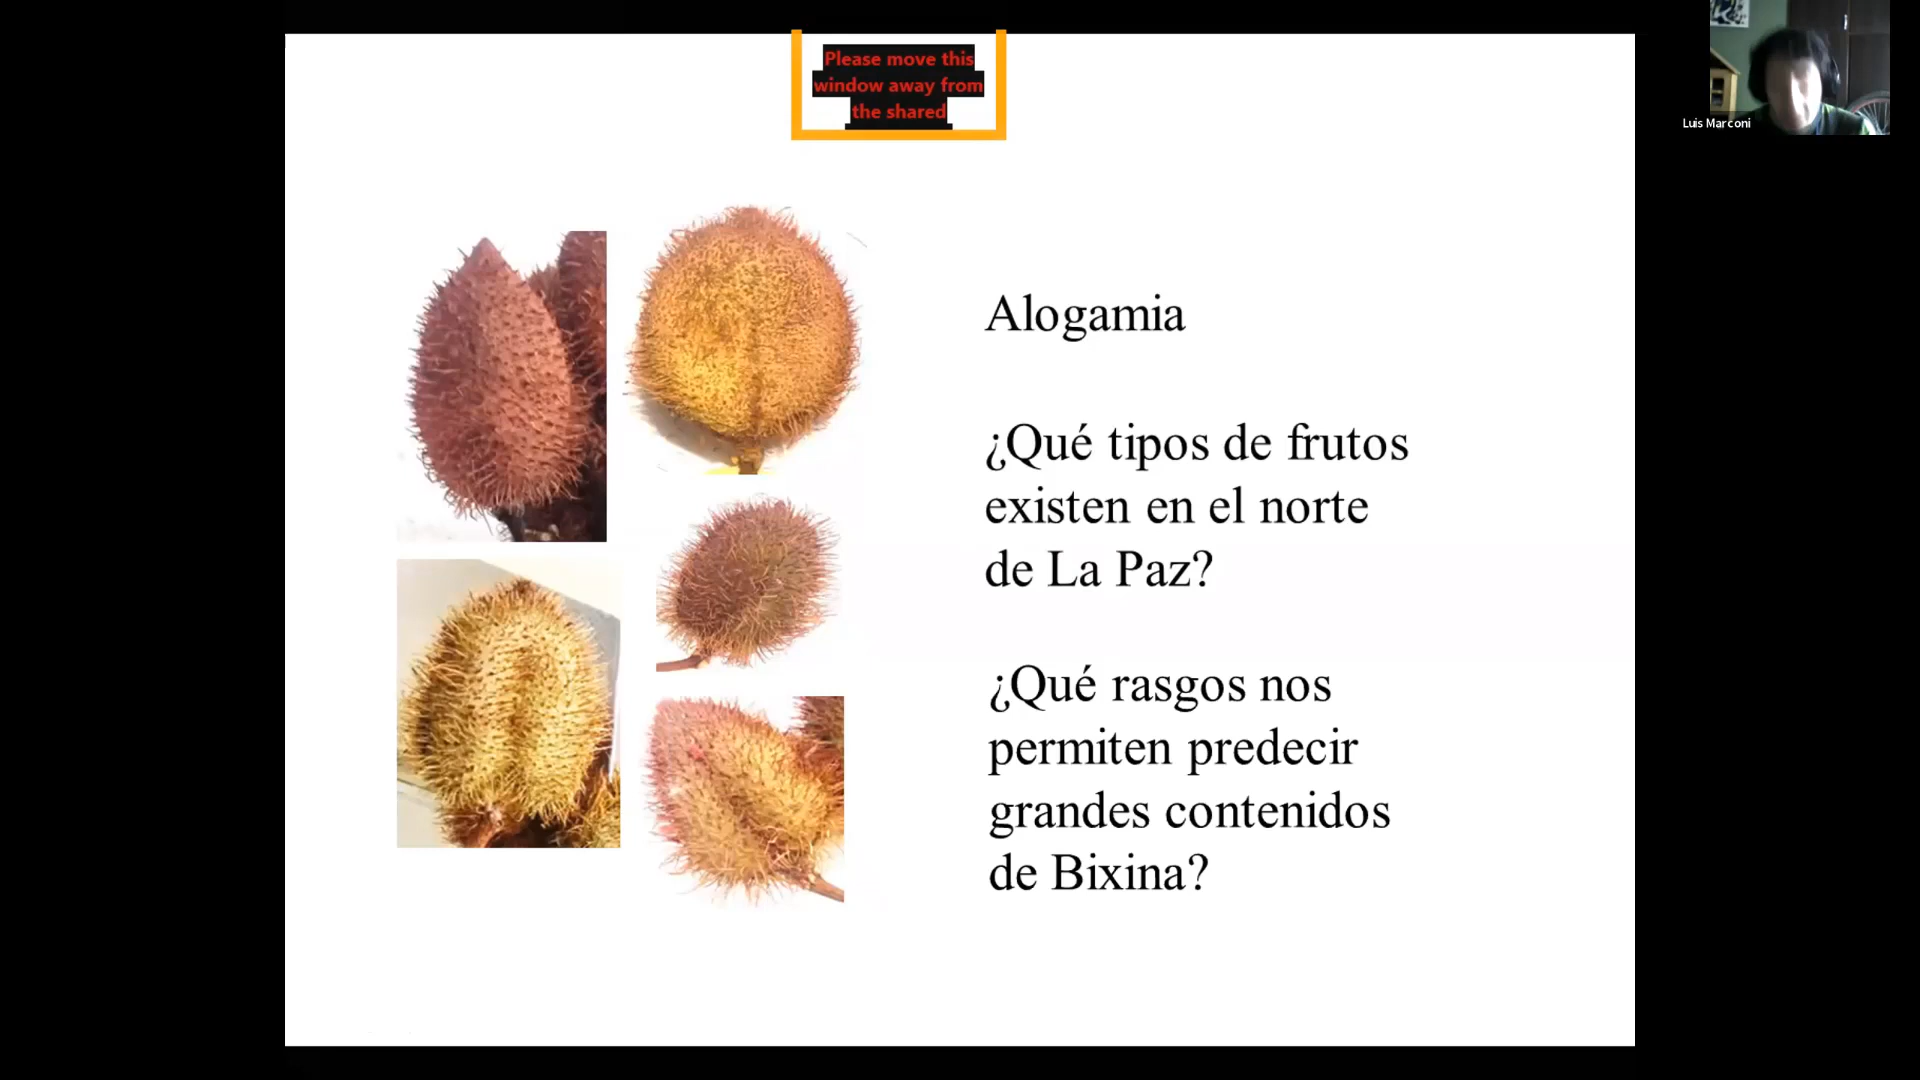 Please move this
window away from
the shared
Luis Marconi
Alogamia
¿Qué tipos de frutos
existen en el norte
de La Paz?
¿Qué rasgos nos
permiten predecir
grandes contenidos
de Bixina?